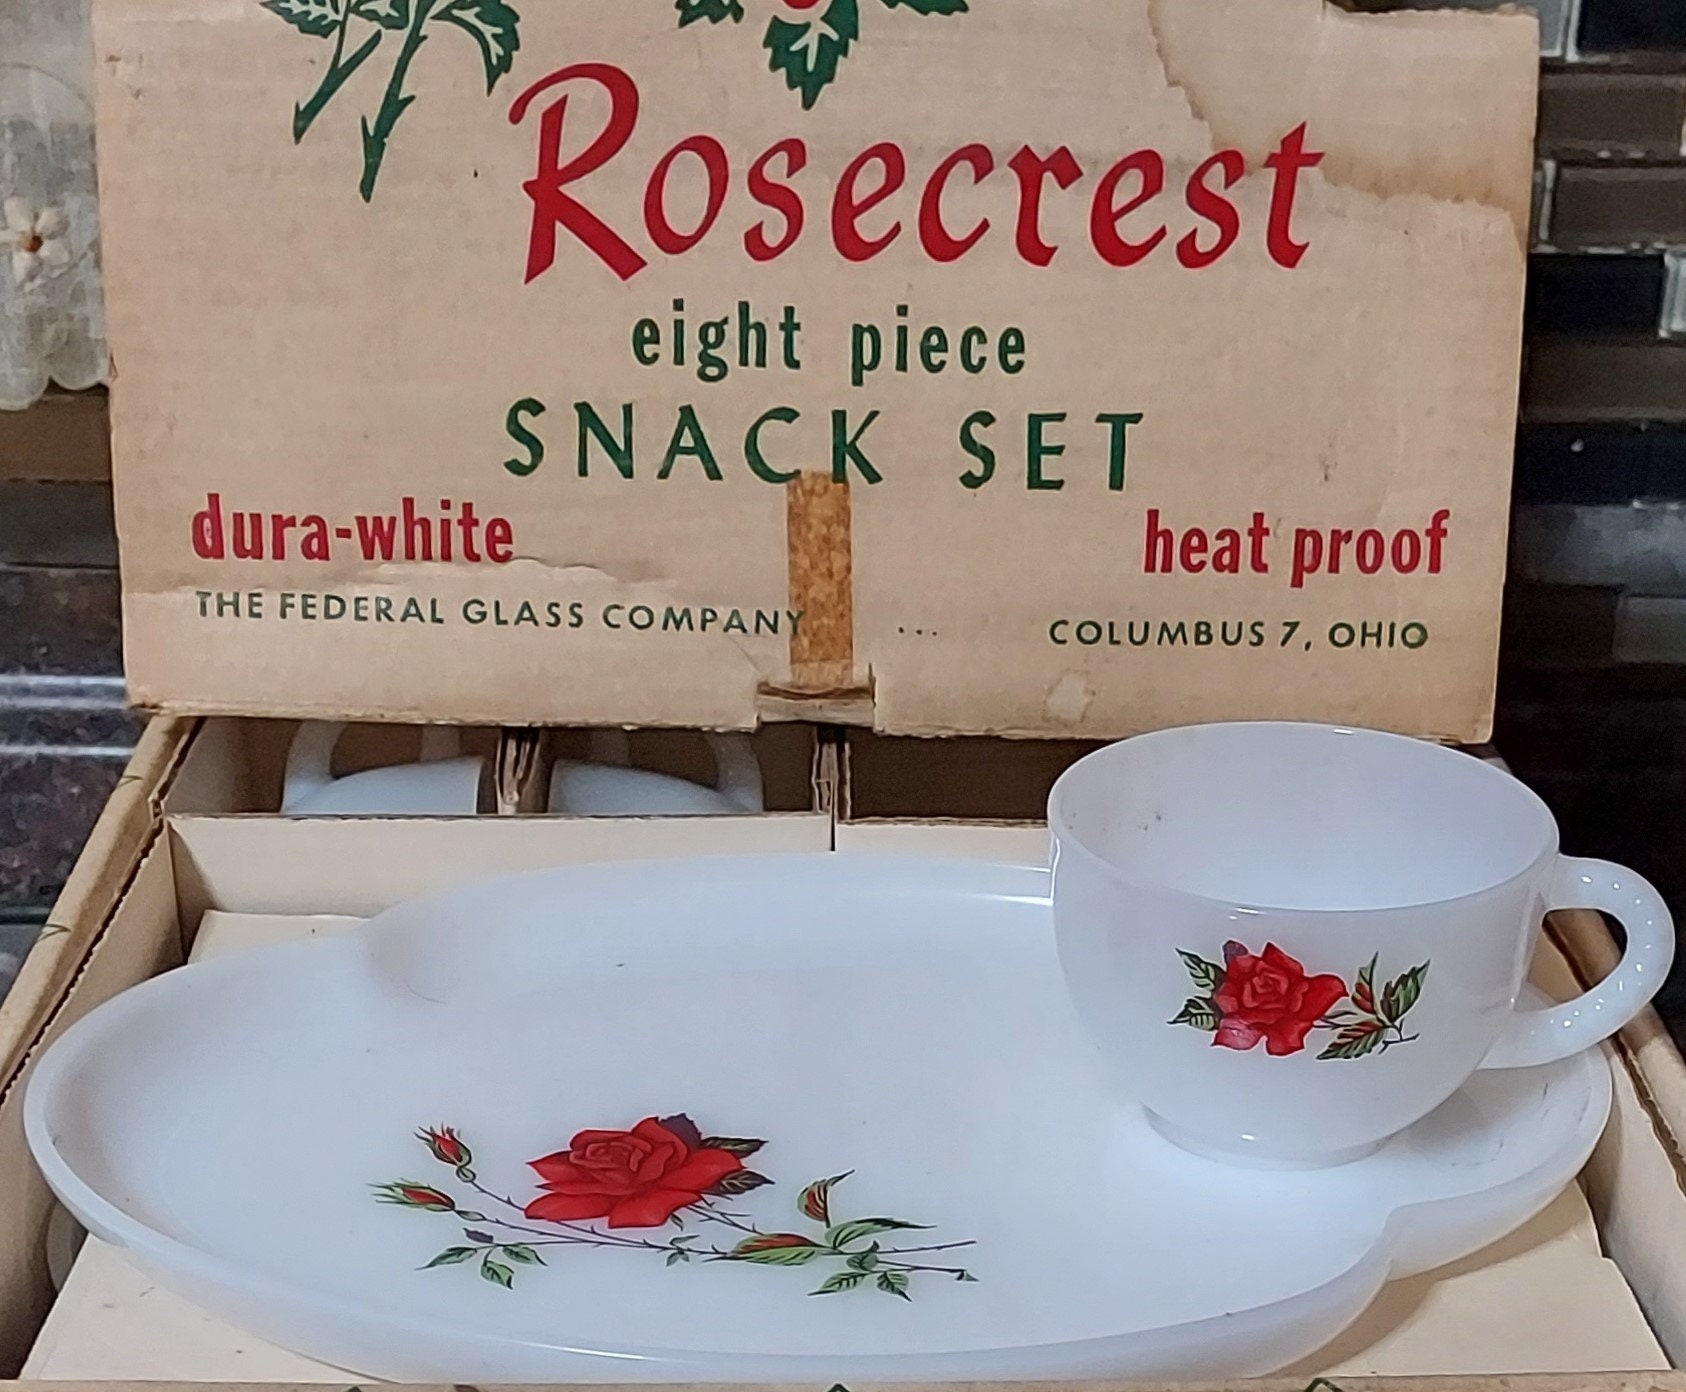 Rosecrest
eight piece
SNACK SET
dura-white heat proof
THE FEDERAL GLASS COMPANY ... COLUMBUS 7, OHIO